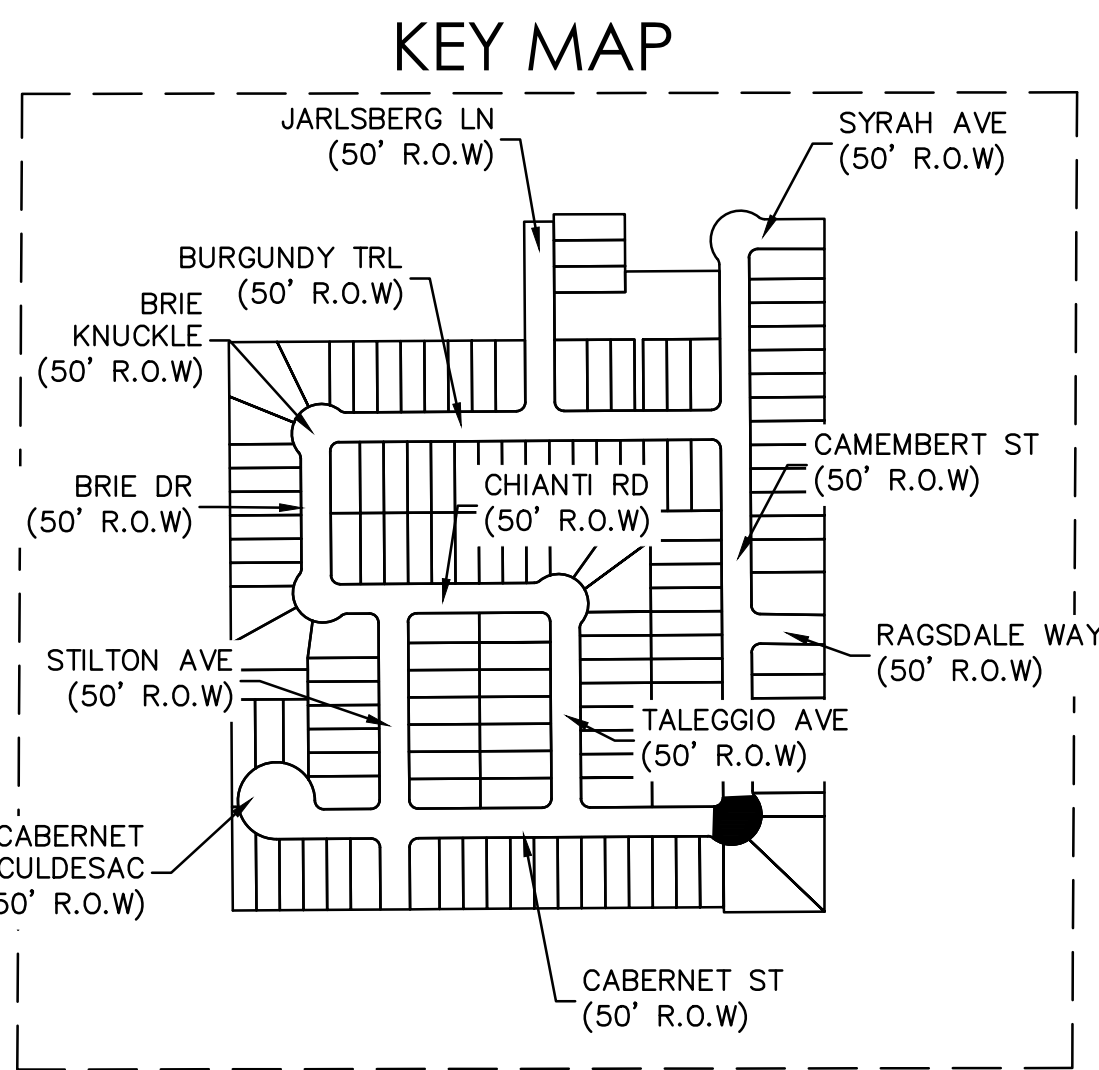 KEY MAP
JARLSBERG LN
(50' R.O.W)
SYRAH AVE
(50' R.O.W)
BURGUNDY TRL
(50' R.O.W)
BRIE
KNUCKLE
(50' R.O.W)
CAMEMBERT ST
(50' R.O.W)
BRIE DR
(50' R.O.W)
CHIANTI RD
(50' R.O.W)
RAGSDALE WAY
(50' R.O.W)
STILTON AVE
(50' R.O.W)
TALEGGIO AVE
(50' R.O.W)
CABERNET
CULDESAC
50' R.O.W)
CABERNET ST
(50' R.O.W)